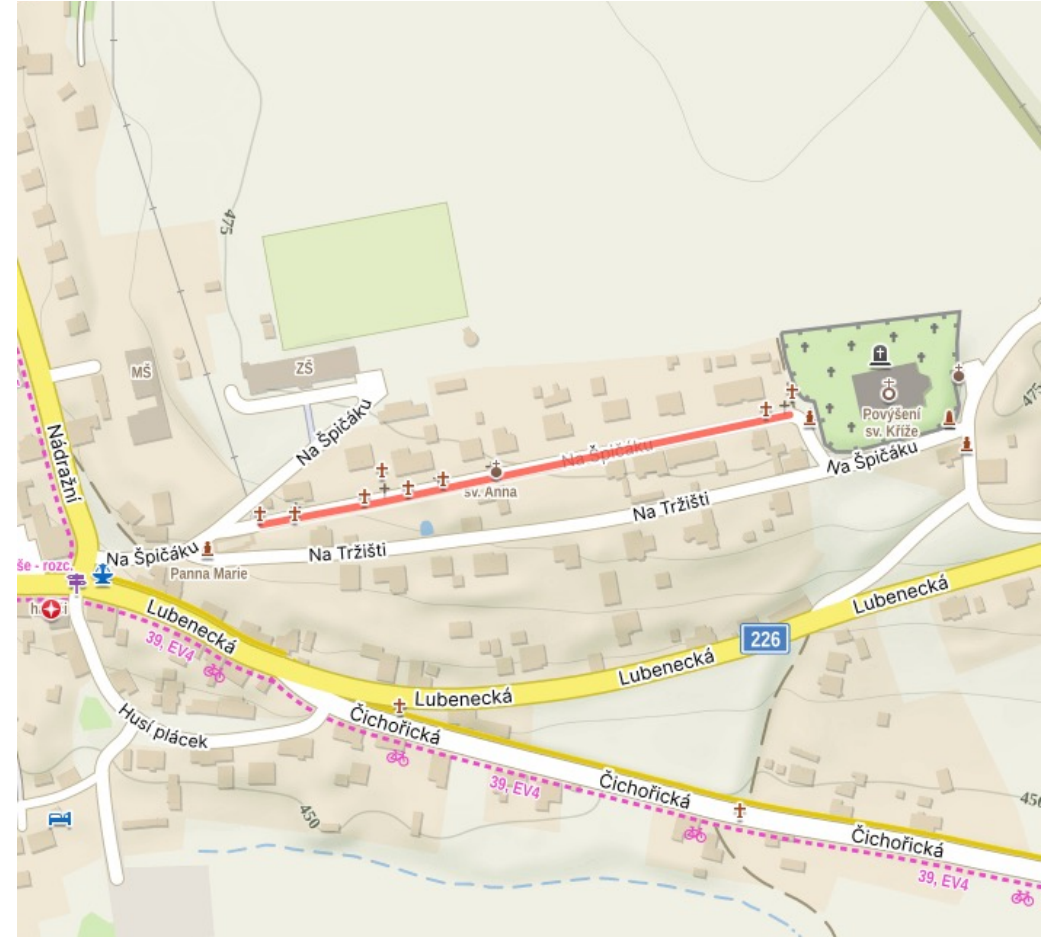 475
MŠ
ZŠ
Nádražní
Na Špičáku
Na Špičáku
sv. Anna
Povýšení
sv. Kříže
475
Na Špičáku
Na Tržišti
Na Tržišti
Na Špičáku
Panna Marie
še - rozc.
Lubenecká
39, EV4
226
Lubenecká
Lubenecká
Lubenecká
Husí plácek
Čichořická
39, EV4
Čichořická
450
Čichořická
39, EV4